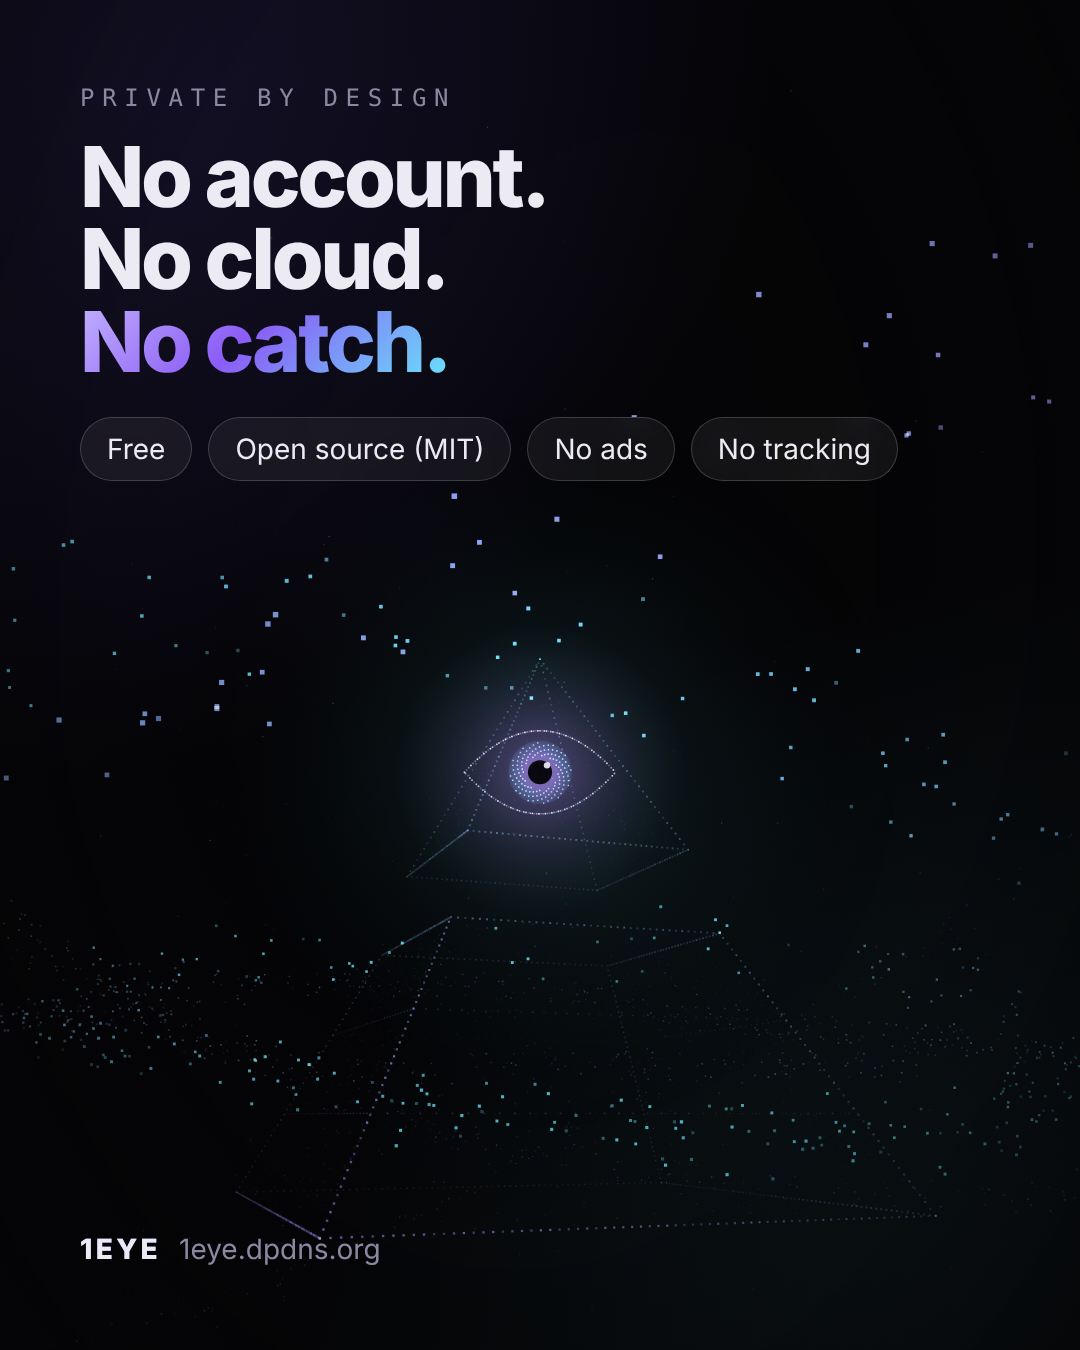 PRIVATE BY DESIGN
No account.
No cloud.
No catch.
Free Open source (MIT) No ads No tracking
1EYE 1eye.dpdns.org